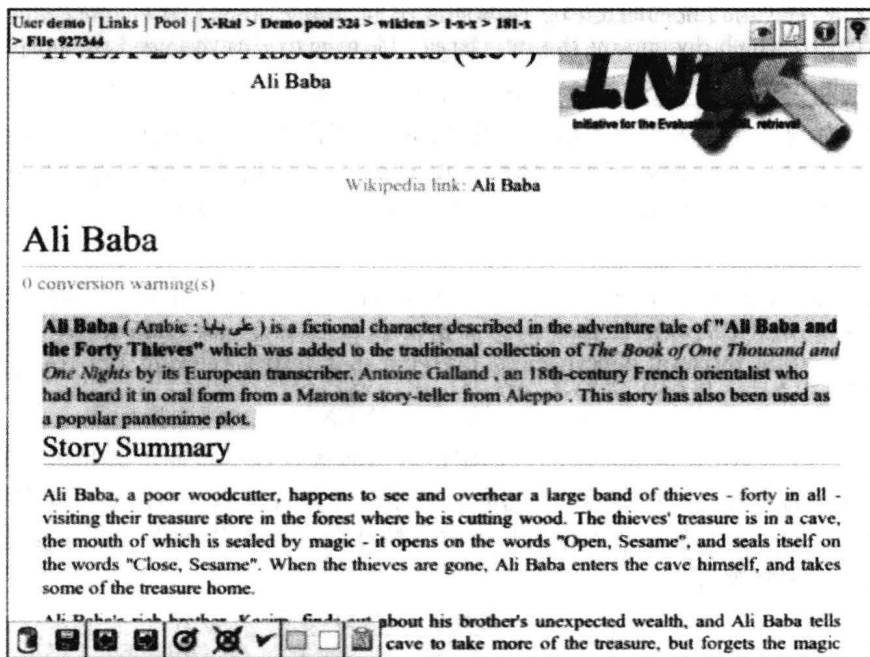 User demo | Links | Pool | X-Rai > Demo pool 324 > wikien > 1-x-x > 181-x
> File 927344
INEX 2006 Assessments (dev)
Ali Baba
Initiative for the Evaluation of XML retrieval
Wikipedia link: Ali Baba
Ali Baba
0 conversion warning(s)
Ali Baba ( Arabic : علي بابا ) is a fictional character described in the adventure tale of "Ali Baba and
the Forty Thieves" which was added to the traditional collection of The Book of One Thousand and
One Nights by its European transcriber, Antoine Galland , an 18th-century French orientalist who
had heard it in oral form from a Maronite story-teller from Aleppo . This story has also been used as
a popular pantomime plot.
Story Summary
Ali Baba, a poor woodcutter, happens to see and overhear a large band of thieves - forty in all -
visiting their treasure store in the forest where he is cutting wood. The thieves' treasure is in a cave,
the mouth of which is sealed by magic - it opens on the words "Open, Sesame", and seals itself on
the words "Close, Sesame". When the thieves are gone, Ali Baba enters the cave himself, and takes
some of the treasure home.
Ali Baba's rich brother, Kasim, finds out about his brother's unexpected wealth, and Ali Baba tells
cave to take more of the treasure, but forgets the magic